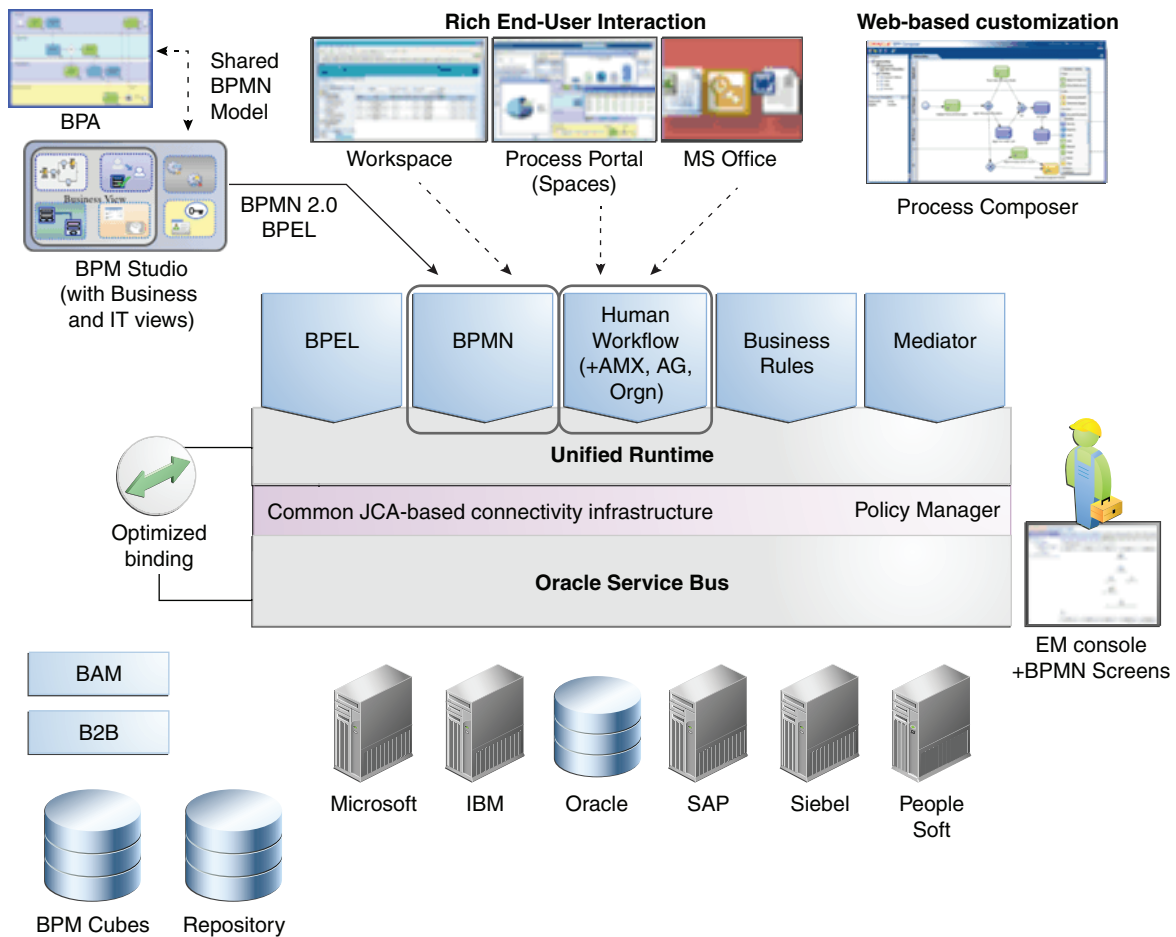 Rich End-User Interaction
Web-based customization
Shared
BPMN
Model
BPA
Workspace
Process Portal
(Spaces)
MS Office
Process Composer
Business View
BPMN 2.0
BPEL
BPM Studio
(with Business
and IT views)
BPEL
BPMN
Human
Workflow
(+AMX, AG,
Orgn)
Business
Rules
Mediator
Unified Runtime
Common JCA-based connectivity infrastructure
Policy Manager
Optimized
binding
Oracle Service Bus
EM console
+BPMN Screens
BAM
B2B
Microsoft
IBM
Oracle
SAP
Siebel
People
Soft
BPM Cubes
Repository